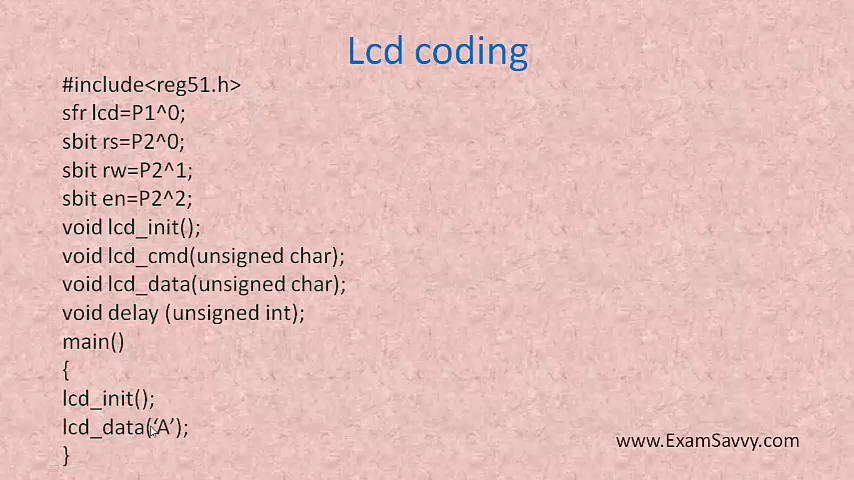 Lcd coding
#include<reg51.h>
sfr lcd=P1^0;
sbit rs=P2^0;
sbit rw=P2^1;
sbit en=P2^2;
void lcd_init();
void lcd_cmd(unsigned char);
void lcd_data(unsigned char);
void delay (unsigned int);
main()
{
lcd_init();
lcd_data(‘A’);
}
www.ExamSavvy.com